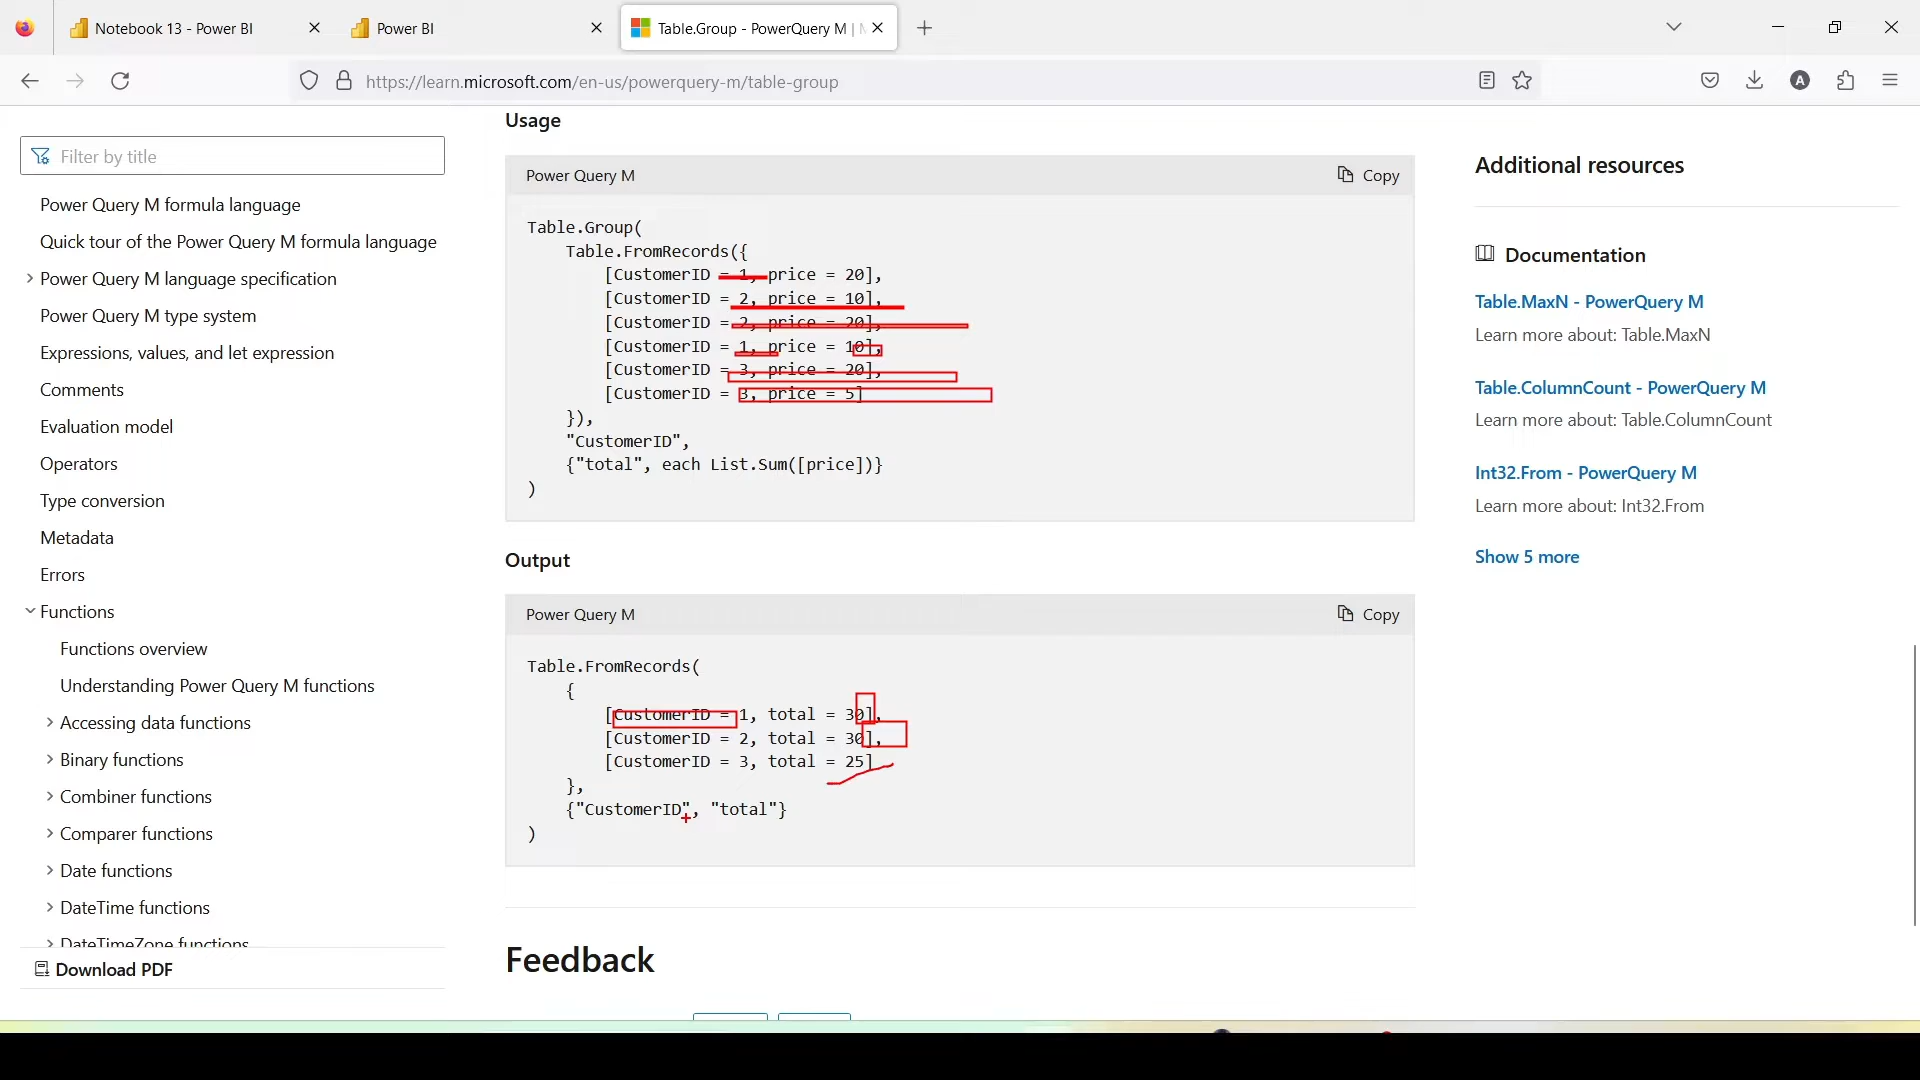 Notebook 13 - Power BI
Power BI
Table.Group - PowerQuery M |
https://learn.microsoft.com/en-us/powerquery-m/table-group
A
Filter by title
Power Query M formula language
Quick tour of the Power Query M formula language
Power Query M language specification
Power Query M type system
Expressions, values, and let expression
Comments
Evaluation model
Operators
Type conversion
Metadata
Errors
Functions
Functions overview
Understanding Power Query M functions
Accessing data functions
Binary functions
Combiner functions
Comparer functions
Date functions
DateTime functions
DateTimeZone functions
Download PDF
Usage
Power Query M
Copy
Table.Group(
Table.FromRecords({
[CustomerID = 1, price = 20],
[CustomerID = 2, price = 10],
[CustomerID = 2, price = 20],
[CustomerID = 1, price = 10],
[CustomerID = 3, price = 20],
[CustomerID = 3, price = 5]
}),
"CustomerID",
{"total", each List.Sum([price])}
)
Output
Power Query M
Copy
Table.FromRecords(
{
[CustomerID = 1, total = 30],
[CustomerID = 2, total = 30],
[CustomerID = 3, total = 25]
},
{"CustomerID", "total"}
)
Feedback
Additional resources
Documentation
Table.MaxN - PowerQuery M
Learn more about: Table.MaxN
Table.ColumnCount - PowerQuery M
Learn more about: Table.ColumnCount
Int32.From - PowerQuery M
Learn more about: Int32.From
Show 5 more